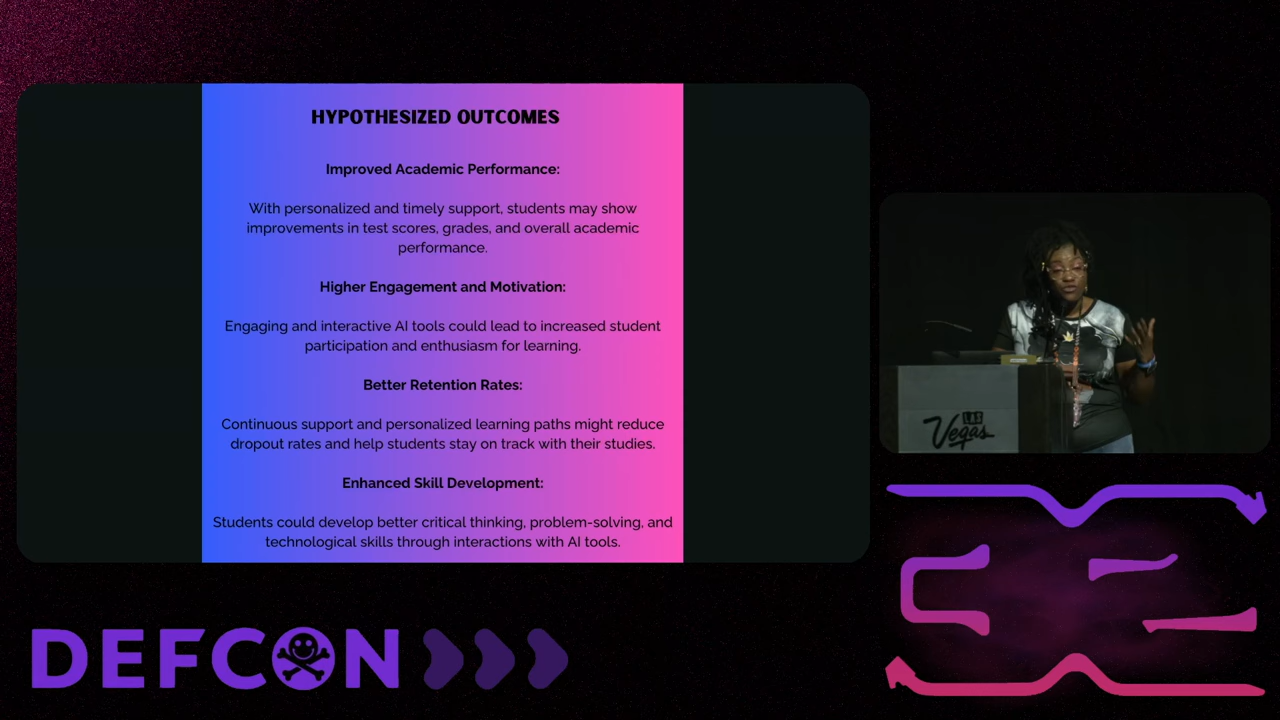 HYPOTHESIZED OUTCOMES
Improved Academic Performance:
With personalized and timely support, students may show
improvements in test scores, grades, and overall academic
performance.
Higher Engagement and Motivation:
Engaging and interactive AI tools could lead to increased student
participation and enthusiasm for learning.
Better Retention Rates:
Continuous support and personalized learning paths might reduce
dropout rates and help students stay on track with their studies.
Enhanced Skill Development:
Students could develop better critical thinking, problem-solving, and
technological skills through interactions with AI tools.
LAS
Vegas
DEFCON